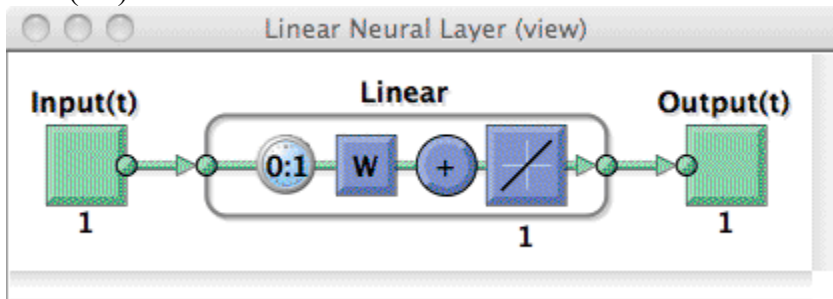 Linear Neural Layer (view)
Input(t)
Linear
Output(t)
0:1
W
+
1
1
1